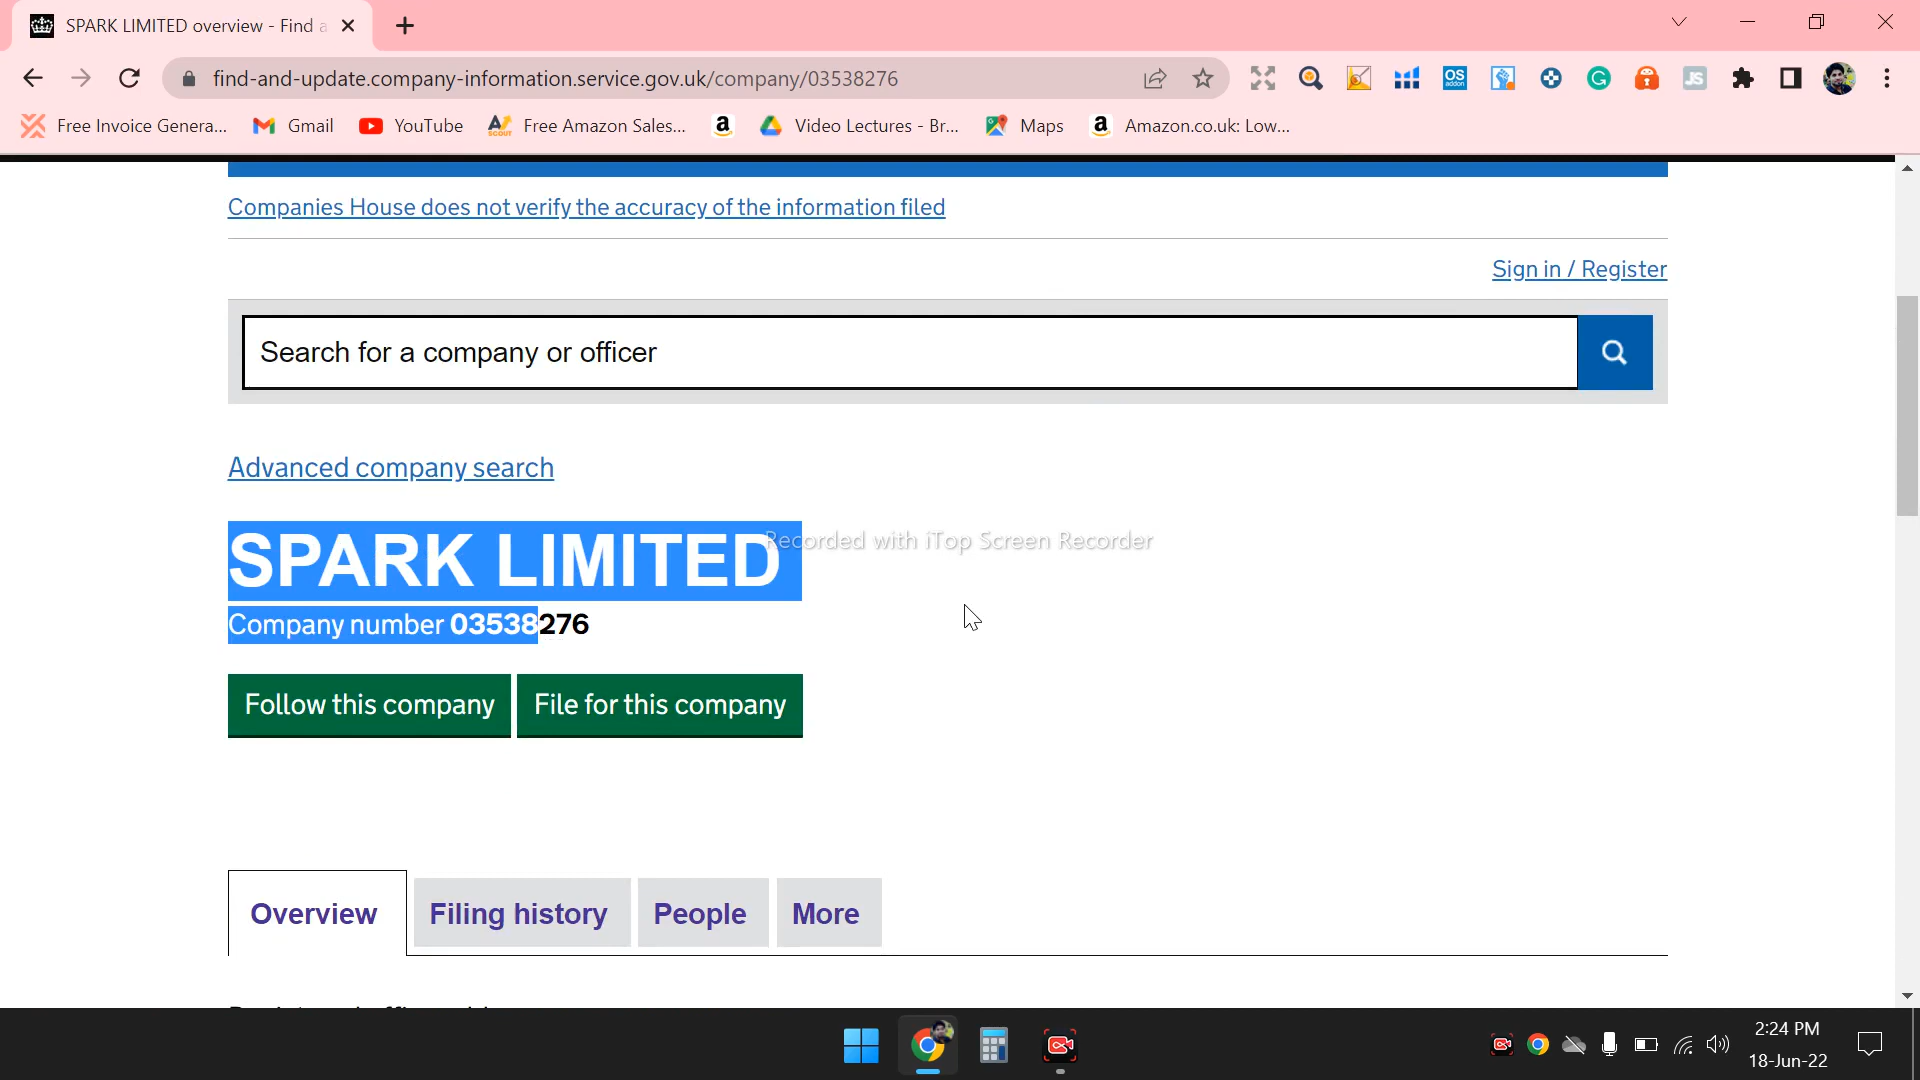 SPARK LIMITED overview - Find a
find-and-update.company-information.service.gov.uk/company/03538276
OS
addon
JS
Free Invoice Genera...
Gmail
YouTube
SCOUT
Free Amazon Sales...
Video Lectures - Br...
Maps
Amazon.co.uk: Low...
Companies House does not verify the accuracy of the information filed
Sign in / Register
Search for a company or officer
Advanced company search
SPARK LIMITED
Recorded with iTop Screen Recorder
Company number 03538276
Follow this company
File for this company
Overview
Filing history
People
More
2:24 PM
18-Jun-22